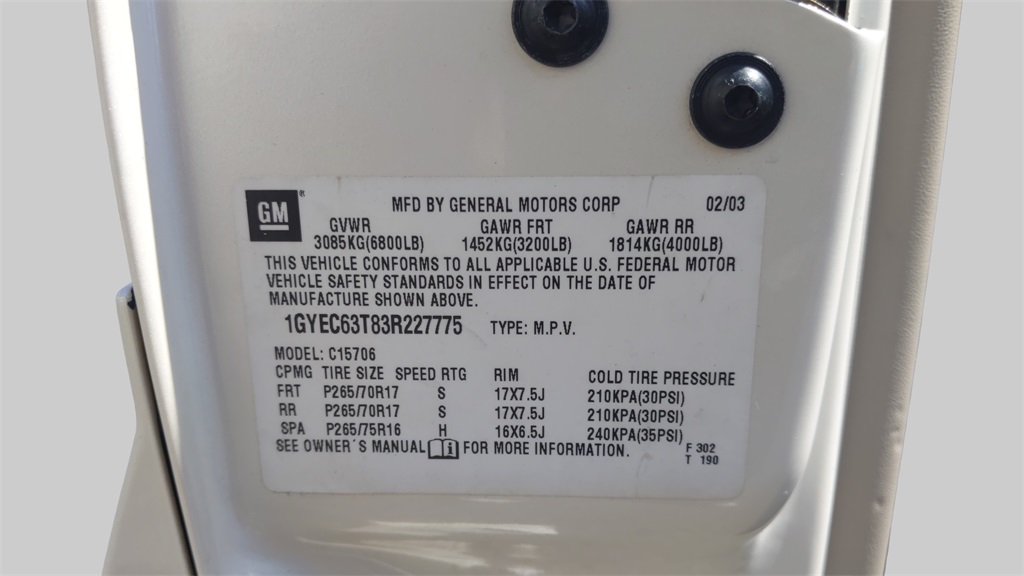 GM ® MFD BY GENERAL MOTORS CORP 02/03
GVWR GAWR FRT GAWR RR
3085KG(6800LB) 1452KG(3200LB) 1814KG(4000LB)
THIS VEHICLE CONFORMS TO ALL APPLICABLE U.S. FEDERAL MOTOR
VEHICLE SAFETY STANDARDS IN EFFECT ON THE DATE OF
MANUFACTURE SHOWN ABOVE.
1GYEC63T83R227775 TYPE: M.P.V.
MODEL: C15706
CPMG TIRE SIZE SPEED RTG RIM COLD TIRE PRESSURE
FRT P265/70R17 S 17X7.5J 210KPA(30PSI)
RR P265/70R17 S 17X7.5J 210KPA(30PSI)
SPA P265/75R16 H 16X6.5J 240KPA(35PSI)
SEE OWNER´S MANUAL FOR MORE INFORMATION.
F 302
T 190